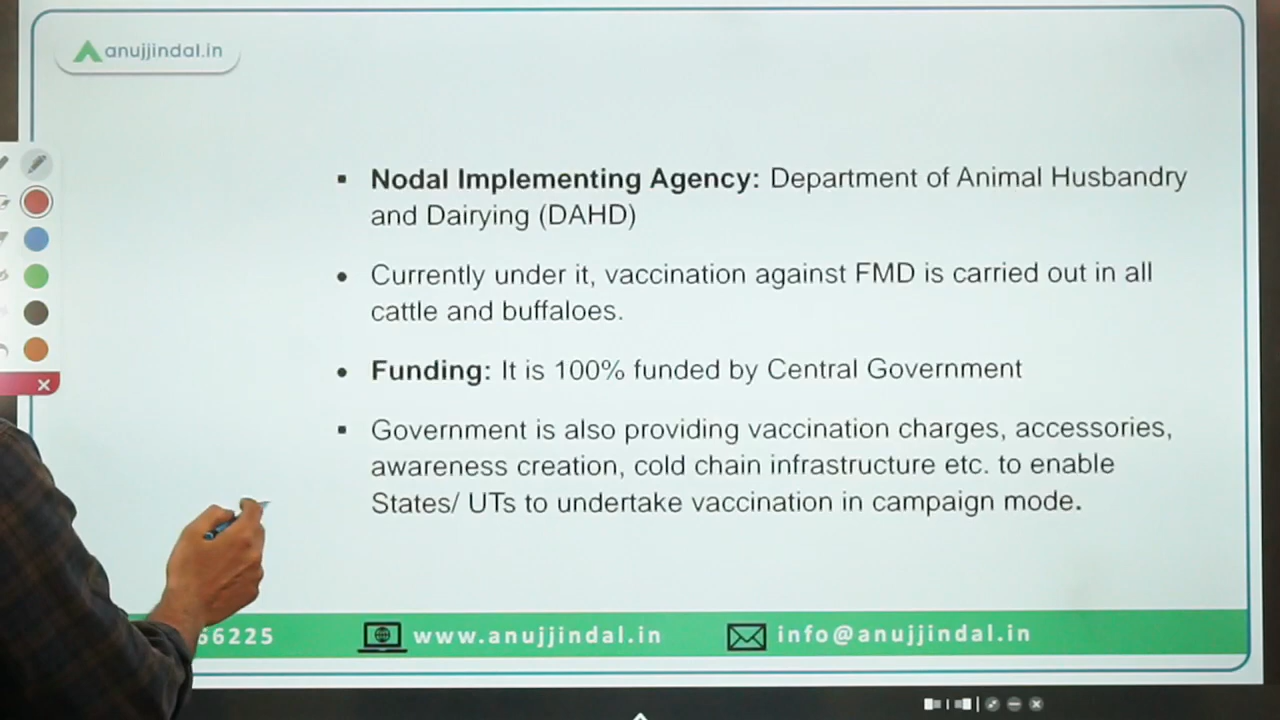 anujjindal.in
▪ Nodal Implementing Agency: Department of Animal Husbandry
and Dairying (DAHD)
• Currently under it, vaccination against FMD is carried out in all
cattle and buffaloes.
• Funding: It is 100% funded by Central Government
▪ Government is also providing vaccination charges, accessories,
awareness creation, cold chain infrastructure etc. to enable
States/ UTs to undertake vaccination in campaign mode.
66225 www.anujjindal.in info@anujjindal.in